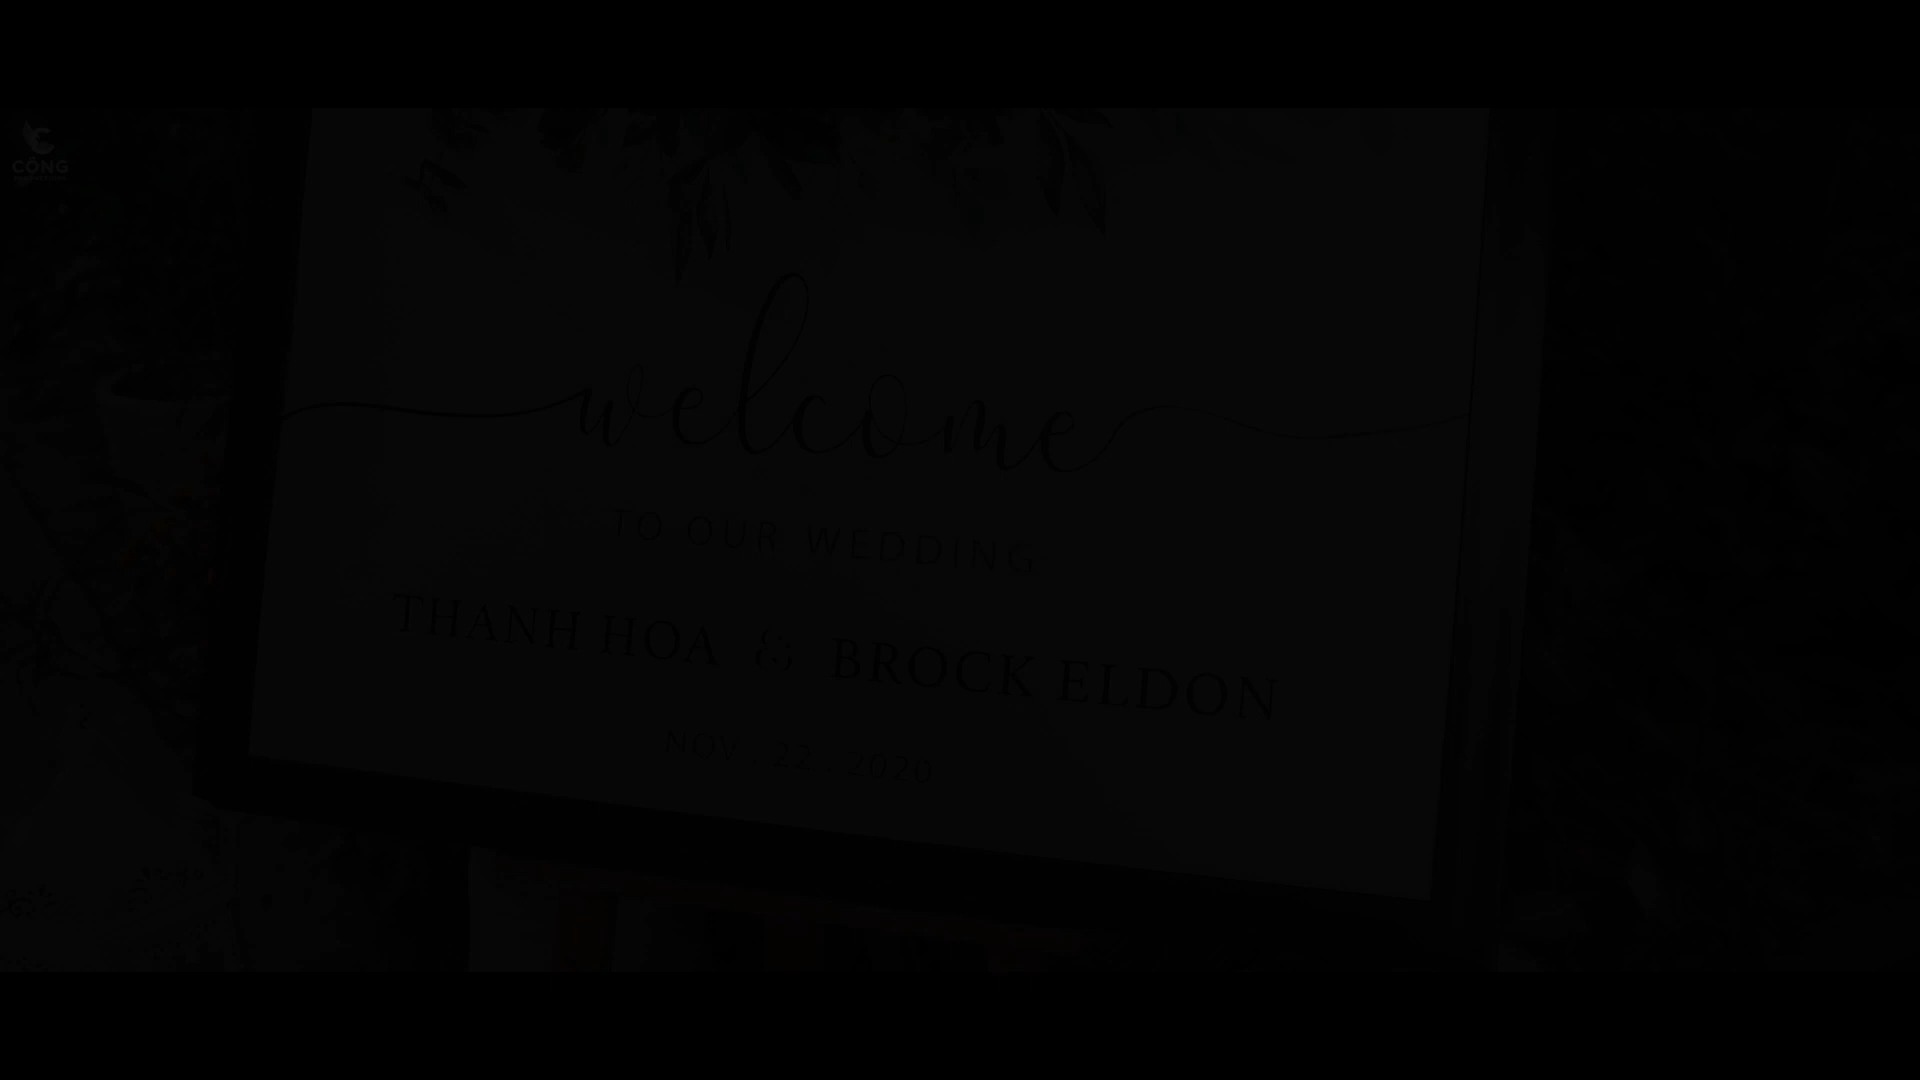 CÔNG
welcome
TO OUR WEDDING
THANH HOA & BROCK ELDON
NOV . 22 . 2020